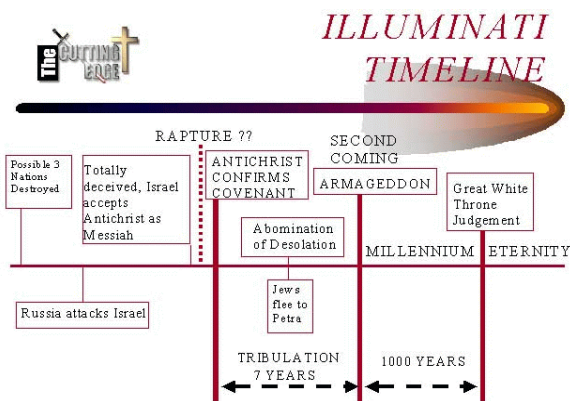 The
CUTTING
EDGE
ILLUMINATI
TIMELINE
RAPTURE ??
SECOND
COMING
Possible 3
Nations
Destroyed
Totally
deceived, Israel
accepts
Antichrist as
Messiah
ANTICHRIST
CONFIRMS
COVENANT
ARMAGEDDON
Great White
Throne
Judgement
Abomination
of Desolation
MILLENNIUM
ETERNITY
Russia attacks Israel
Jews
flee to
Petra
TRIBULATION
7 YEARS
1000 YEARS